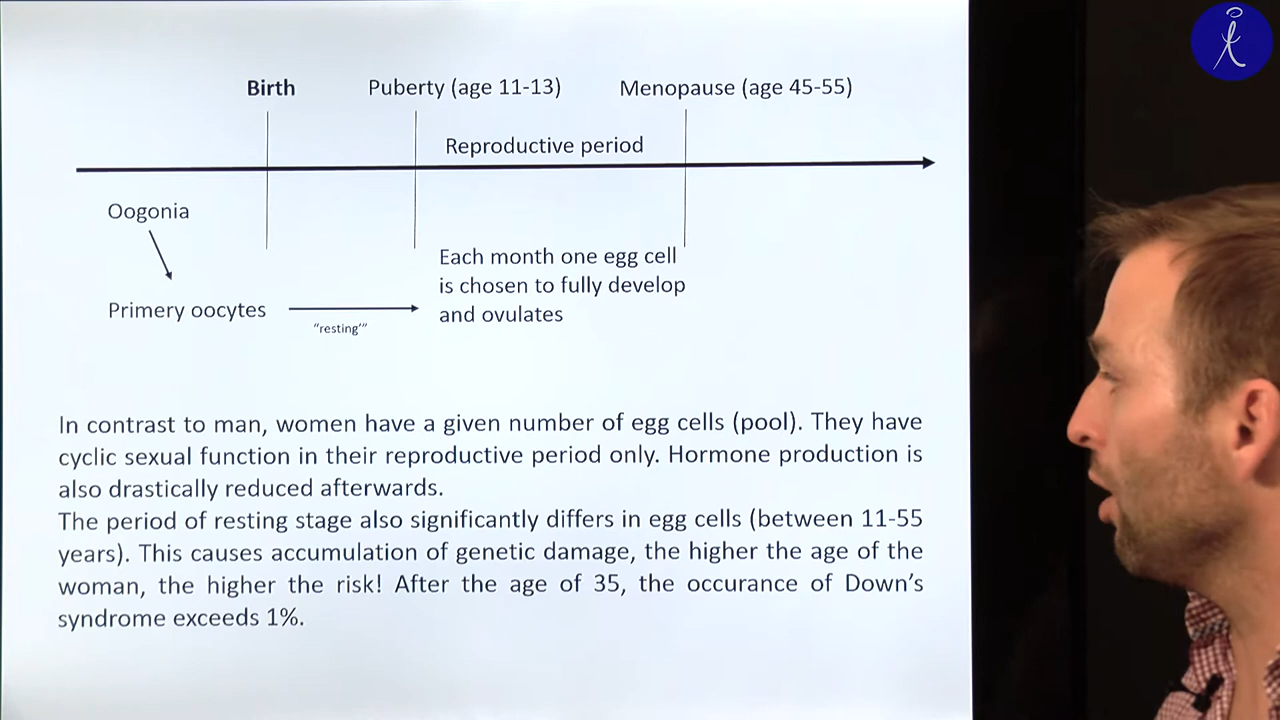 Birth
Puberty (age 11-13)
Menopause (age 45-55)
Reproductive period
Oogonia
Primery oocytes
"resting'"
Each month one egg cell
is chosen to fully develop
and ovulates
In contrast to man, women have a given number of egg cells (pool). They have
cyclic sexual function in their reproductive period only. Hormone production is
also drastically reduced afterwards.
The period of resting stage also significantly differs in egg cells (between 11-55
years). This causes accumulation of genetic damage, the higher the age of the
woman, the higher the risk! After the age of 35, the occurance of Down's
syndrome exceeds 1%.